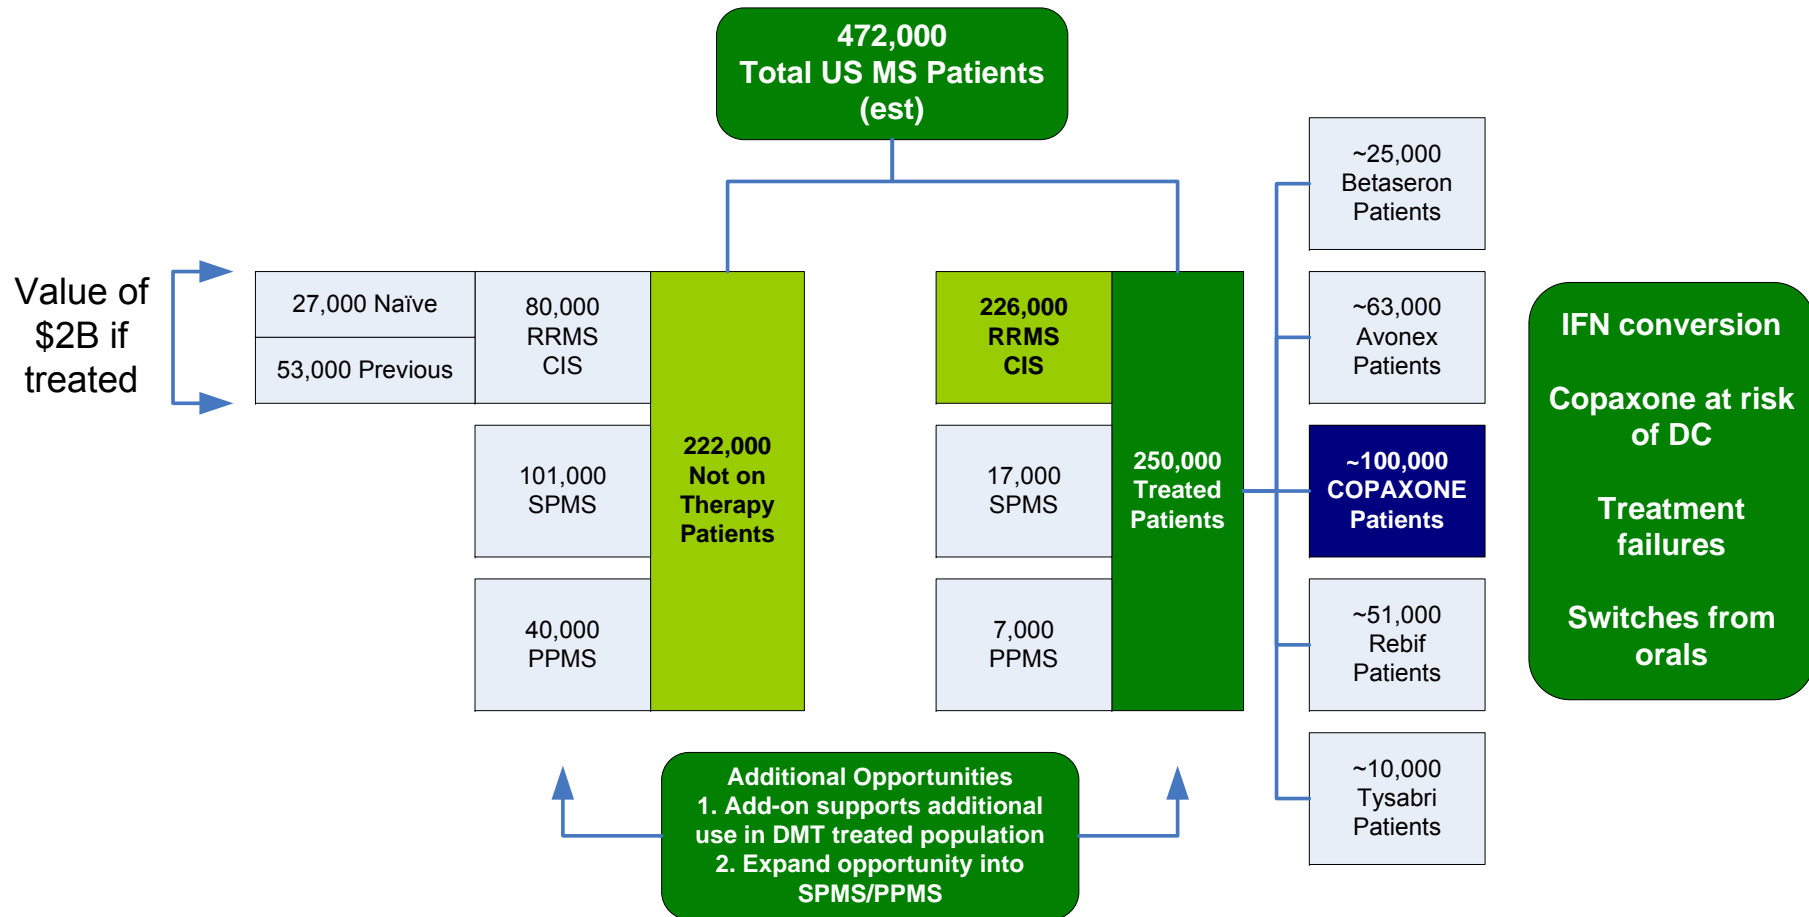 472,000
Total US MS Patients
(est)
Value of
$2B if
treated
27,000 Naïve
53,000 Previous
80,000
RRMS
CIS
101,000
SPMS
40,000
PPMS
222,000
Not on
Therapy
Patients
226,000
RRMS
CIS
17,000
SPMS
7,000
PPMS
250,000
Treated
Patients
~25,000
Betaseron
Patients
~63,000
Avonex
Patients
~100,000
COPAXONE
Patients
~51,000
Rebif
Patients
~10,000
Tysabri
Patients
IFN conversion
Copaxone at risk
of DC
Treatment
failures
Switches from
orals
Additional Opportunities
1. Add-on supports additional
use in DMT treated population
2. Expand opportunity into
SPMS/PPMS